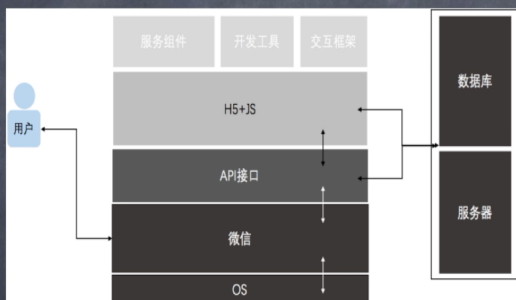 服务组件
开发工具
交互框架
数据库
H5+JS
用户
API接口
服务器
微信
OS